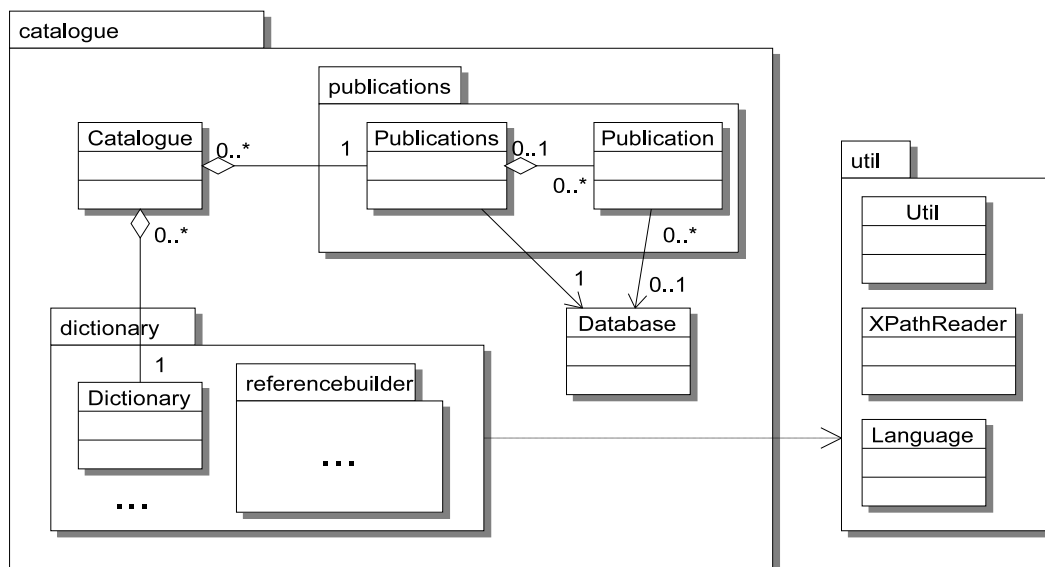 catalogue
publications
Catalogue
Publications
Publication
0..*
1
0..1
0..*
util
Util
0..*
0..*
1
0..1
Database
XPathReader
dictionary
1
referencebuilder
Dictionary
...
Language
...